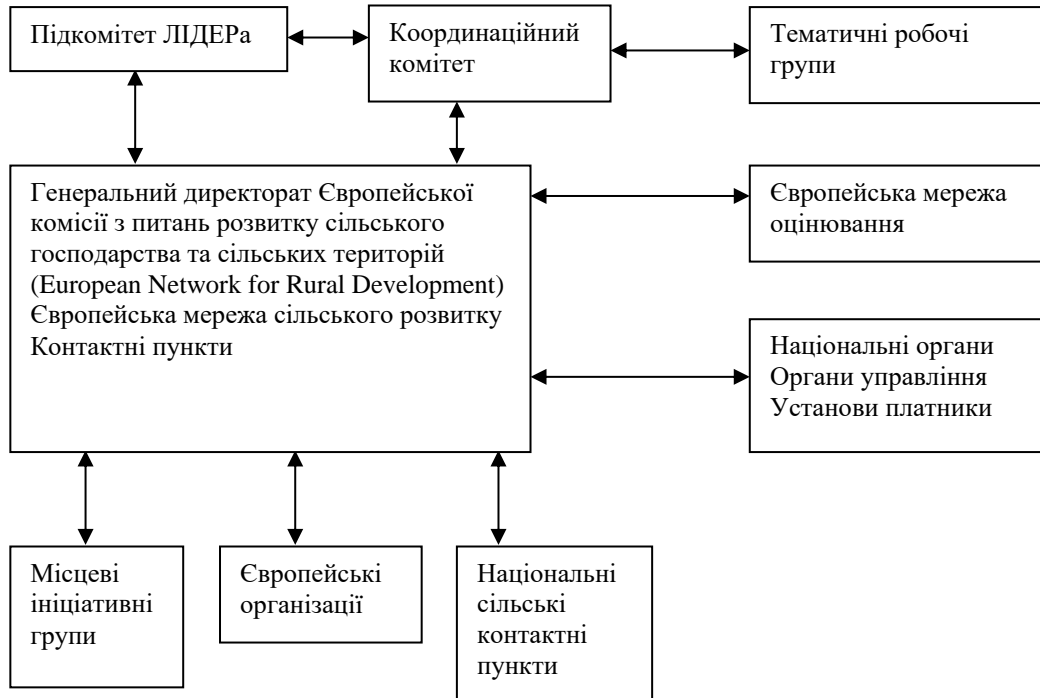 Підкомітет ЛІДЕРа
Координаційний
комітет
Тематичні робочі
групи
Генеральний директорат Європейської
комісії з питань розвитку сільського
господарства та сільських територій
(European Network for Rural Development)
Європейська мережа сільського розвитку
Контактні пункти
Європейська мережа
оцінювання
Національні органи
Органи управління
Установи платники
Місцеві
ініціативні
групи
Європейські
організації
Національні
сільські
контактні
пункти